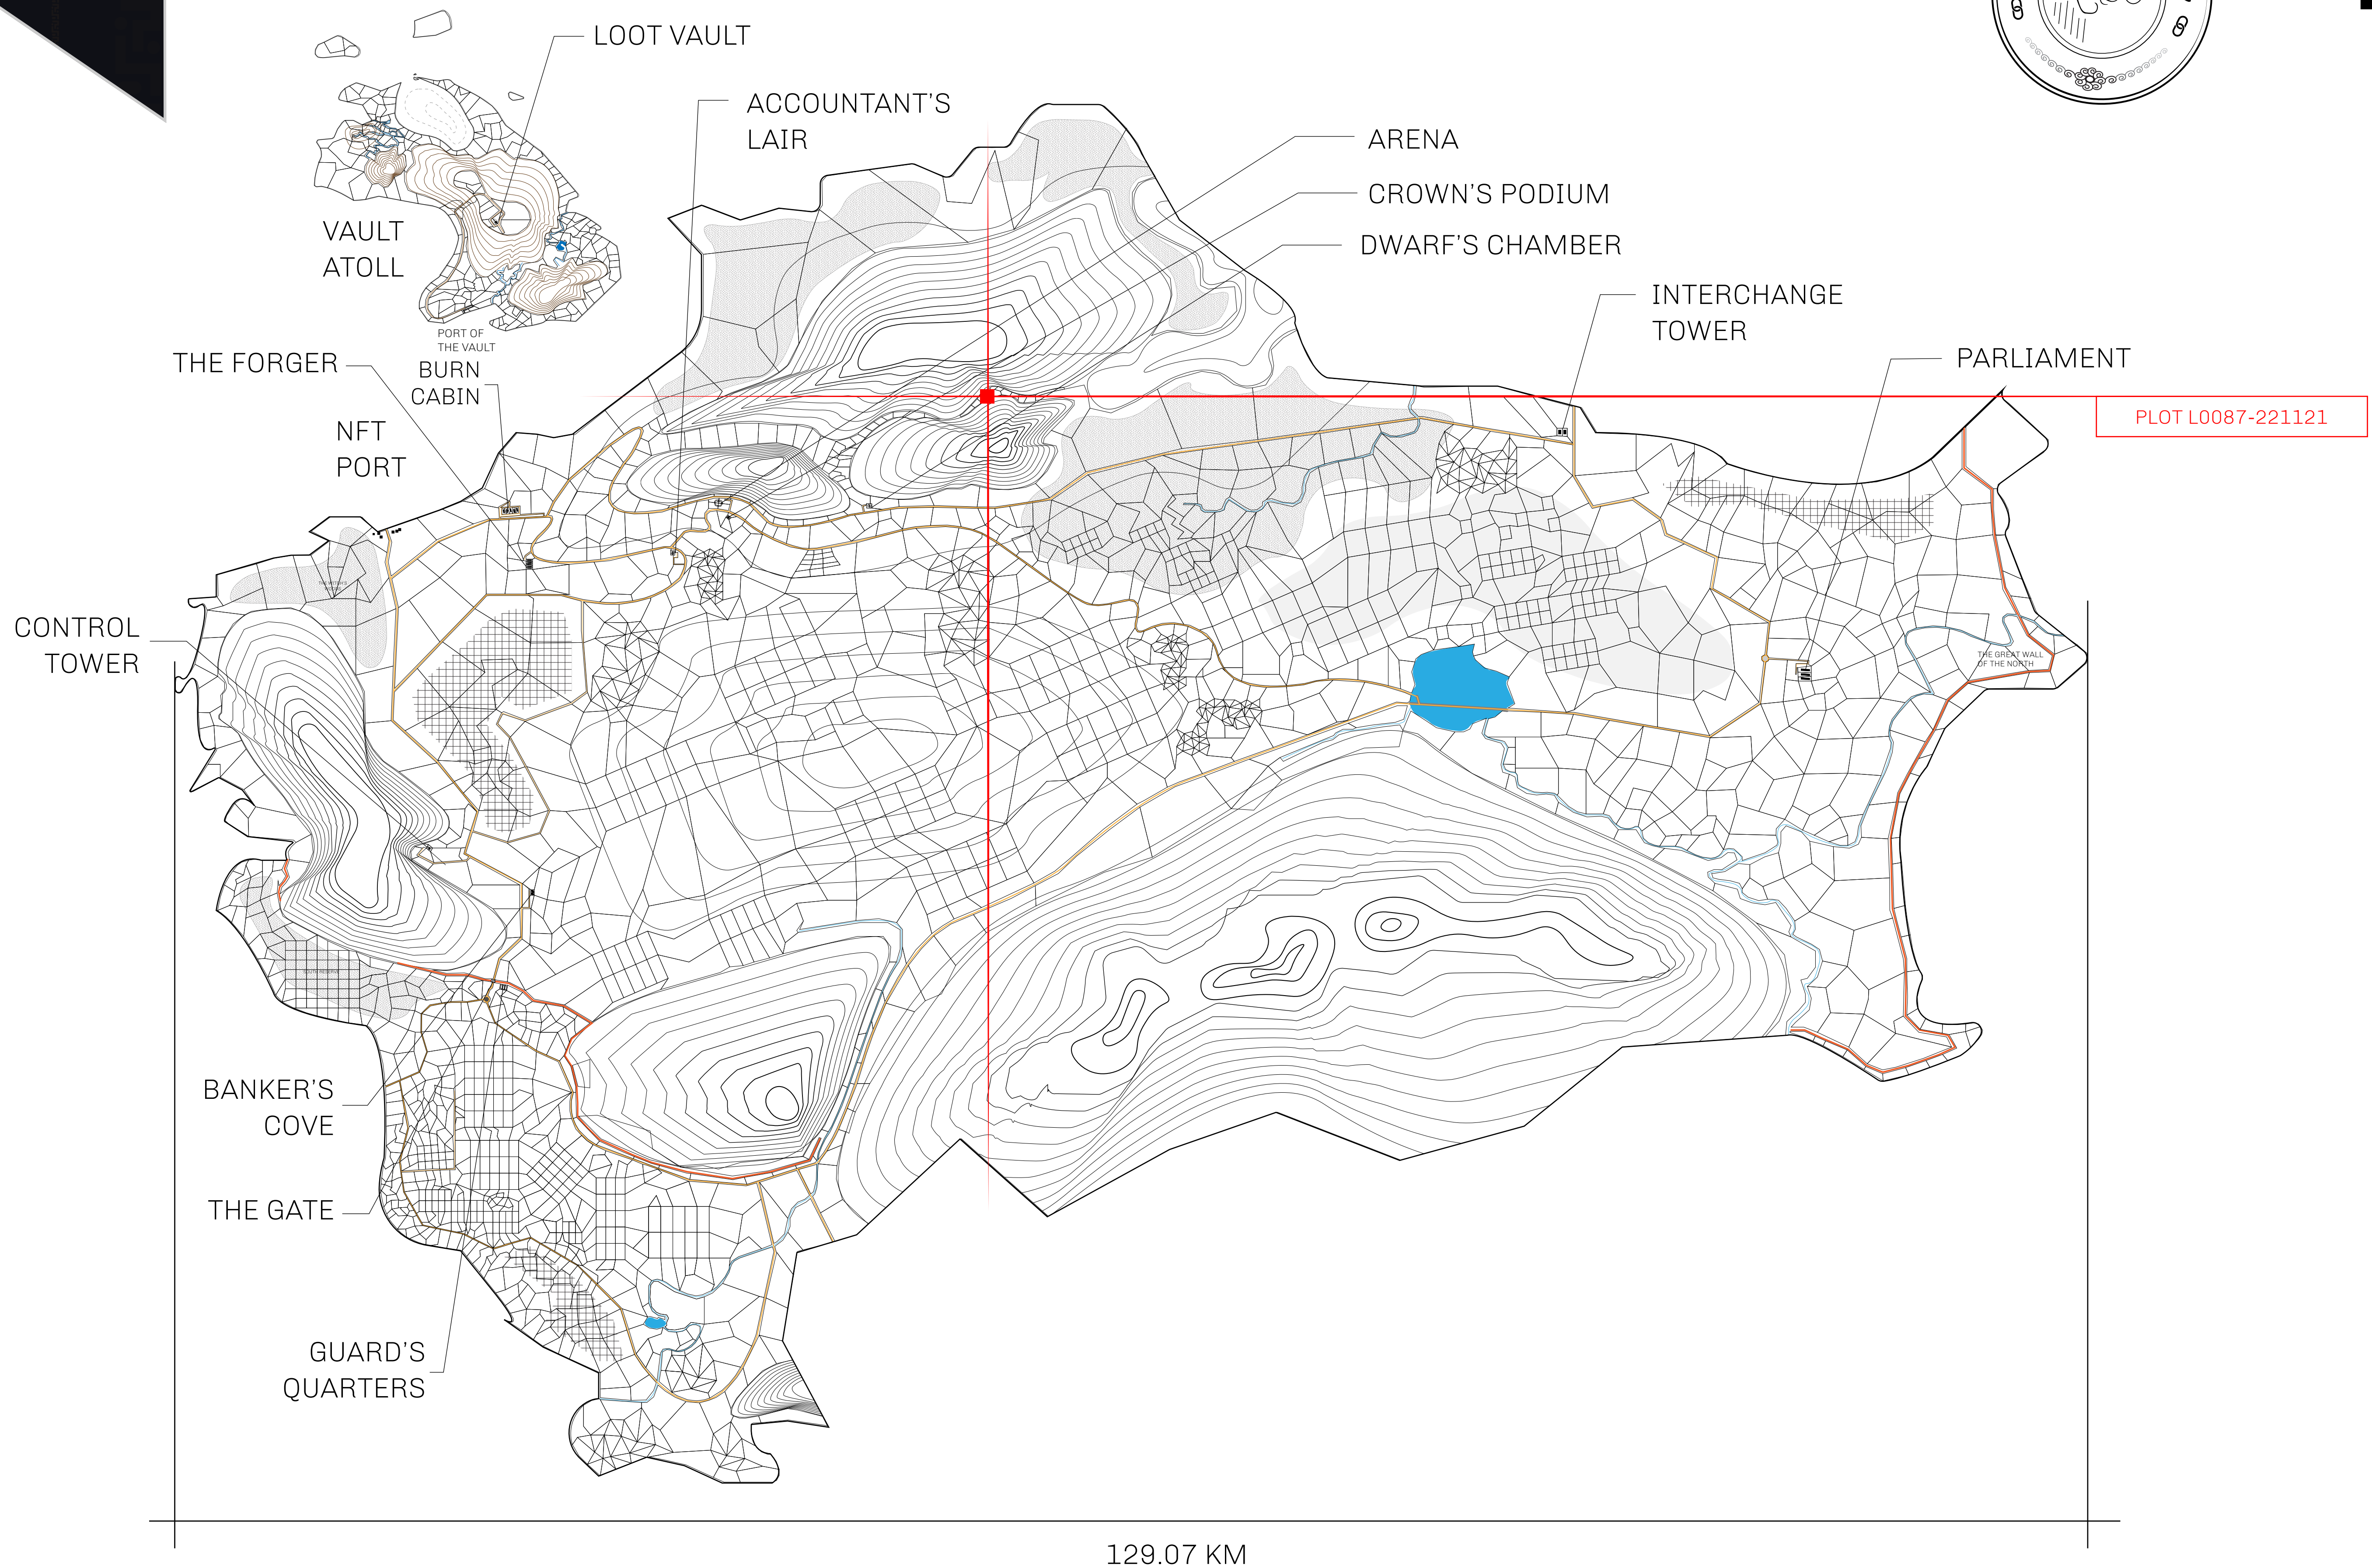 LOOT VAULT
ACCOUNTANT'S
LAIR
ARENA
CROWN'S PODIUM
DWARF'S CHAMBER
VAULT
ATOLL
INTERCHANGE
TOWER
PORT OF
THE VAULT
PARLIAMENT
THE FORGER
BURN
CABIN
PLOT L0087-221121
NFT
PORT
CONTROL
TOWER
THE GREAT WALL
OF THE NORTH
SOUTH RESERVE
BANKER'S
COVE
THE GATE
GUARD'S
QUARTERS
129.07 KM